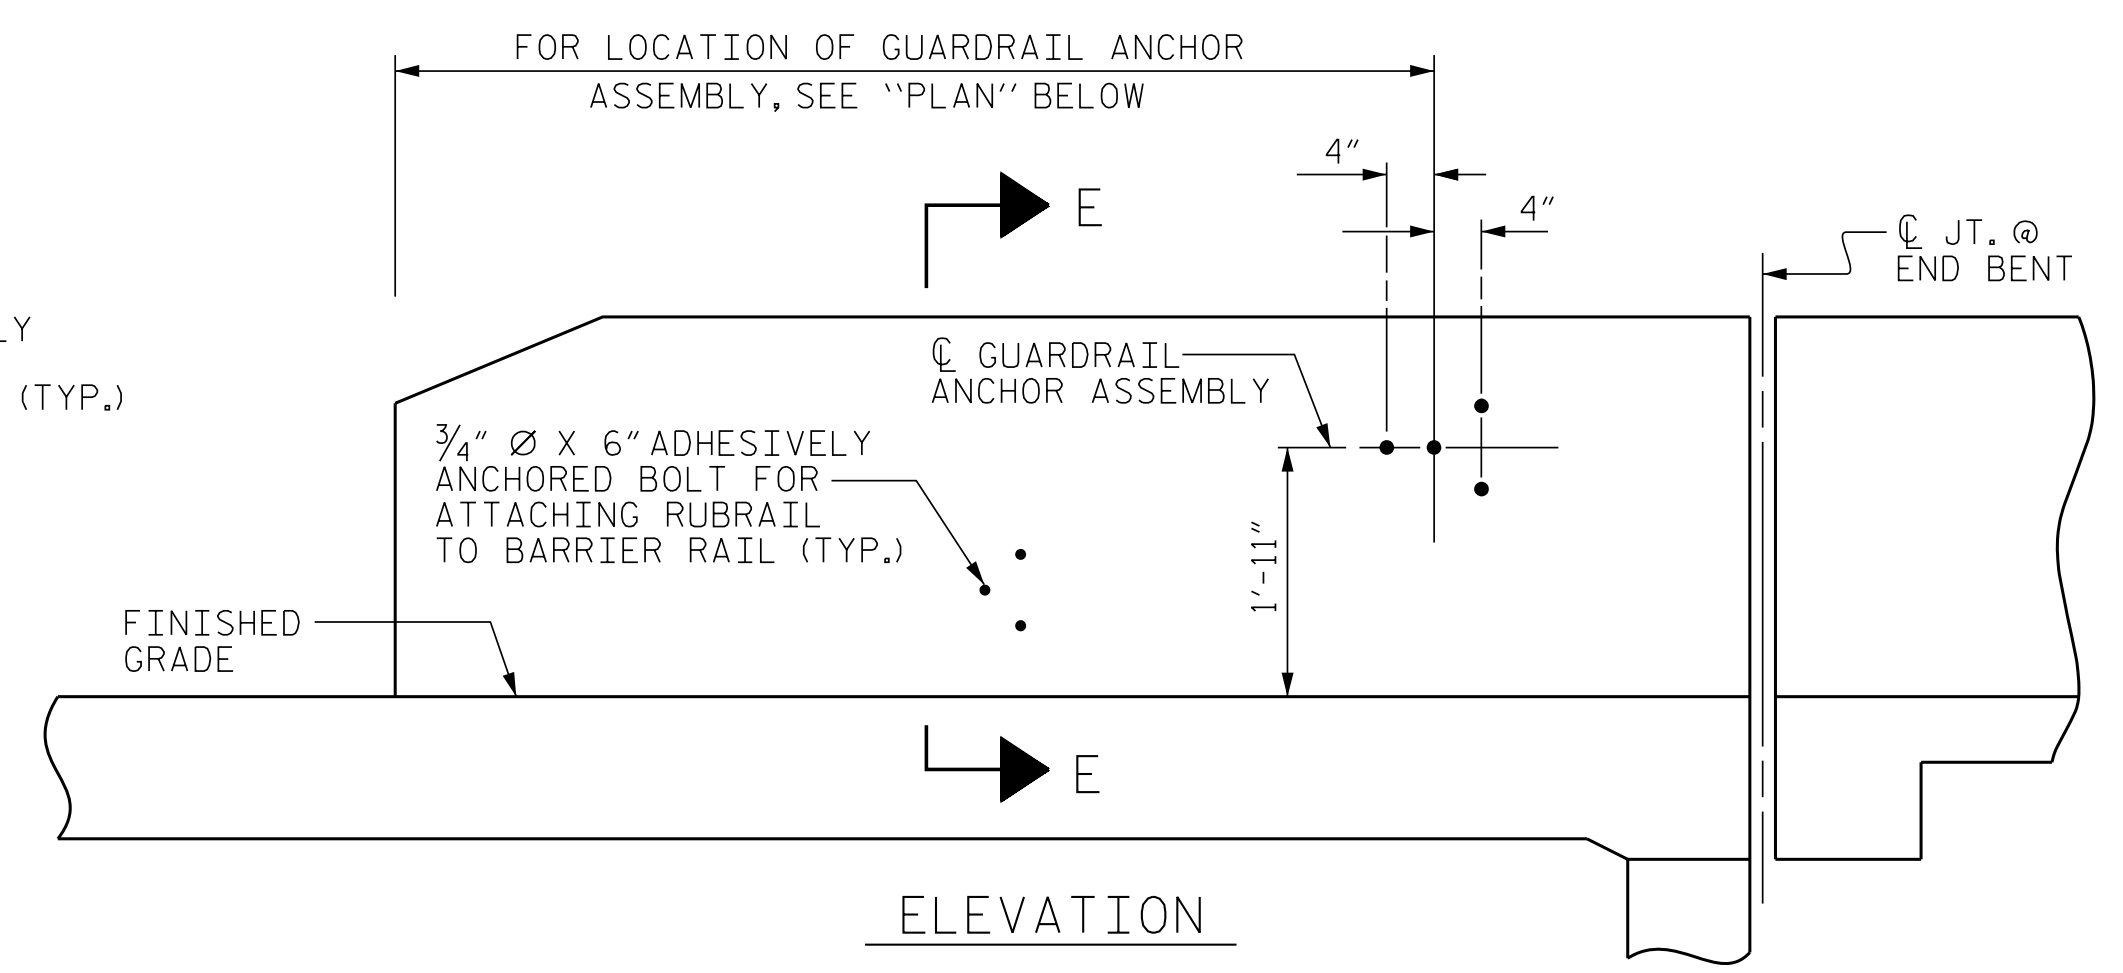 FOR LOCATION OF GUARDRAIL ANCHOR
ASSEMBLY, SEE ‶PLAN″ BELOW
4″
E
4″
℄ JT. @
END BENT
LY
(TYP.)
℄ GUARDRAIL
ANCHOR ASSEMBLY
¾″ Ø X 6″ ADHESIVELY
ANCHORED BOLT FOR
ATTACHING RUBRAIL
TO BARRIER RAIL (TYP.)
1′-11″
FINISHED
GRADE
E
ELEVATION